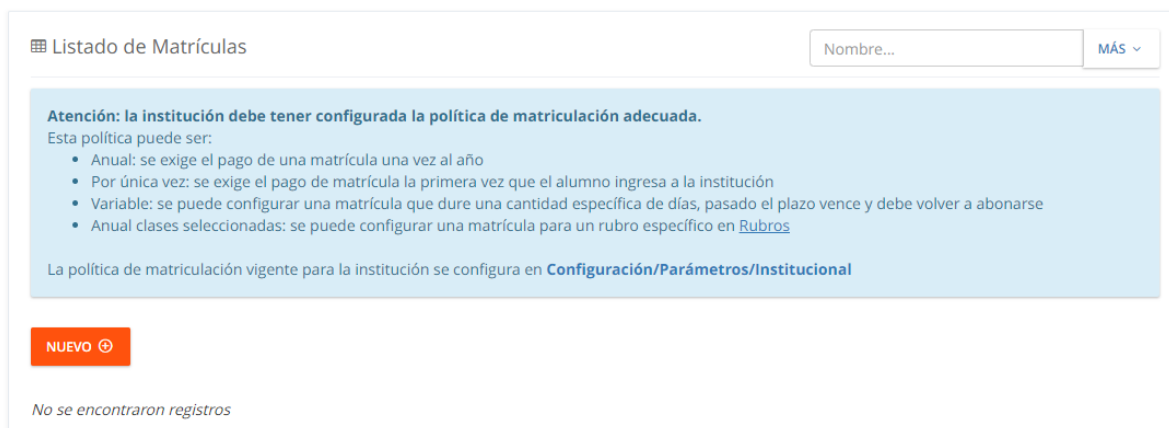 Listado de Matrículas
Nombre...
MÁS
Atención: la institución debe tener configurada la política de matriculación adecuada.
Esta política puede ser:
• Anual: se exige el pago de una matrícula una vez al año
• Por única vez: se exige el pago de matrícula la primera vez que el alumno ingresa a la institución
• Variable: se puede configurar una matrícula que dure una cantidad específica de días, pasado el plazo vence y debe volver a abonarse
• Anual clases seleccionadas: se puede configurar una matrícula para un rubro específico en Rubros
La política de matriculación vigente para la institución se configura en Configuración/Parámetros/Institucional
NUEVO
No se encontraron registros